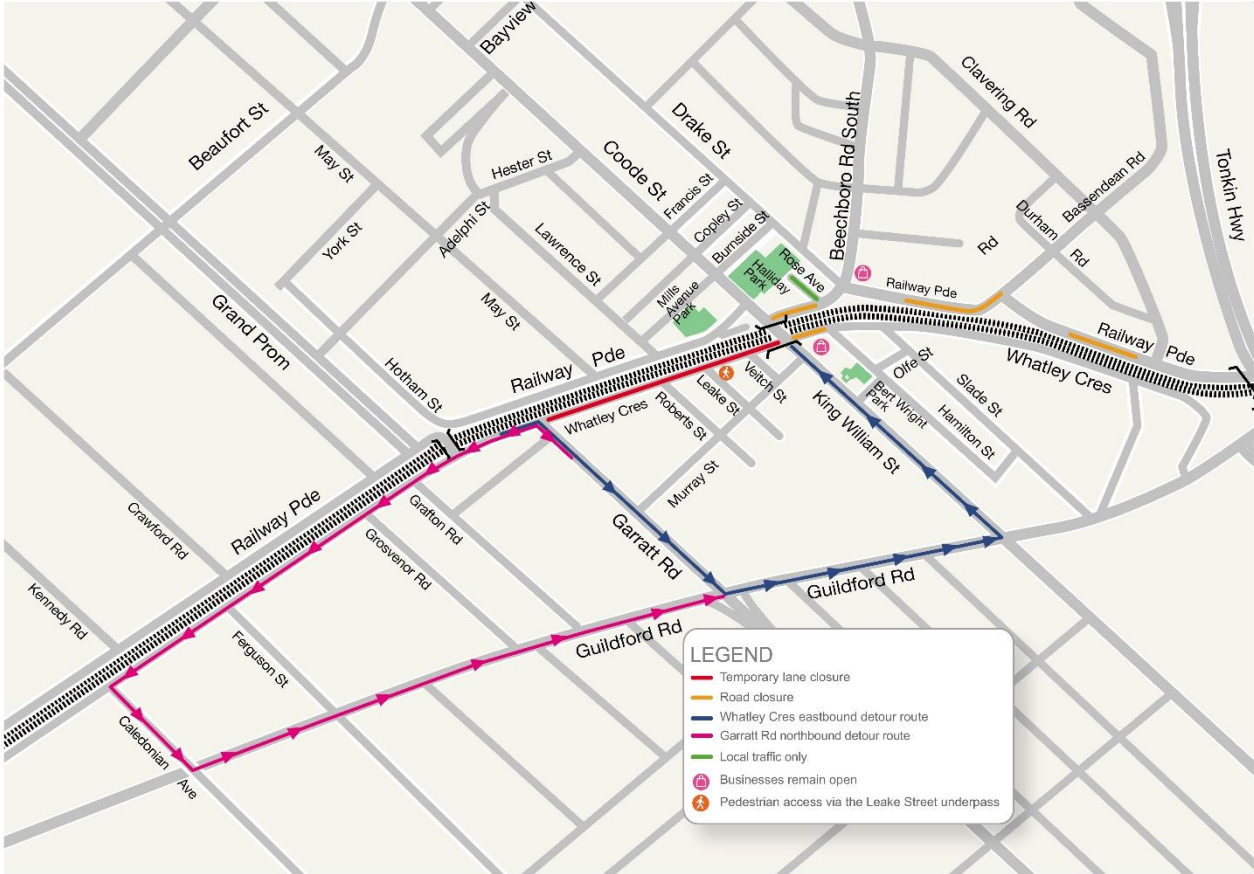 Bayview
Beaufort St
Clavering Rd
Drake St
Beechboro Rd South
Coode St
May St
Hester St
Francis St
Bassendean Rd
Tonkin Hwy
Copley St
Durham
Rd
Rd
York St
Adelphi St
Lawrence St
Burnside St
Rose Ave
Halliday
Park
Mills
Avenue
Park
Railway Pde
Grand Prom
May St
Railway Pde
Whatley Cres
Hotham St
Railway Pde
Olfe St
Slade St
Veitch St
Leake St
Bert Wright
Park
Hamilton St
King William St
Whatley Cres
Roberts St
Murray St
Crawford Rd
Railway Pde
Grafton Rd
Grosvenor Rd
Garratt Rd
Guildford Rd
Kennedy Rd
Ferguson St
Guildford Rd
Caledonian
Ave
LEGEND
Temporary lane closure
Road closure
Whatley Cres eastbound detour route
Garratt Rd northbound detour route
Local traffic only
Businesses remain open
Pedestrian access via the Leake Street underpass